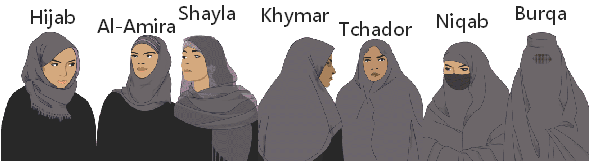 Hijab
Al-Amira
Shayla
Khymar
Tchador
Niqab
Burqa